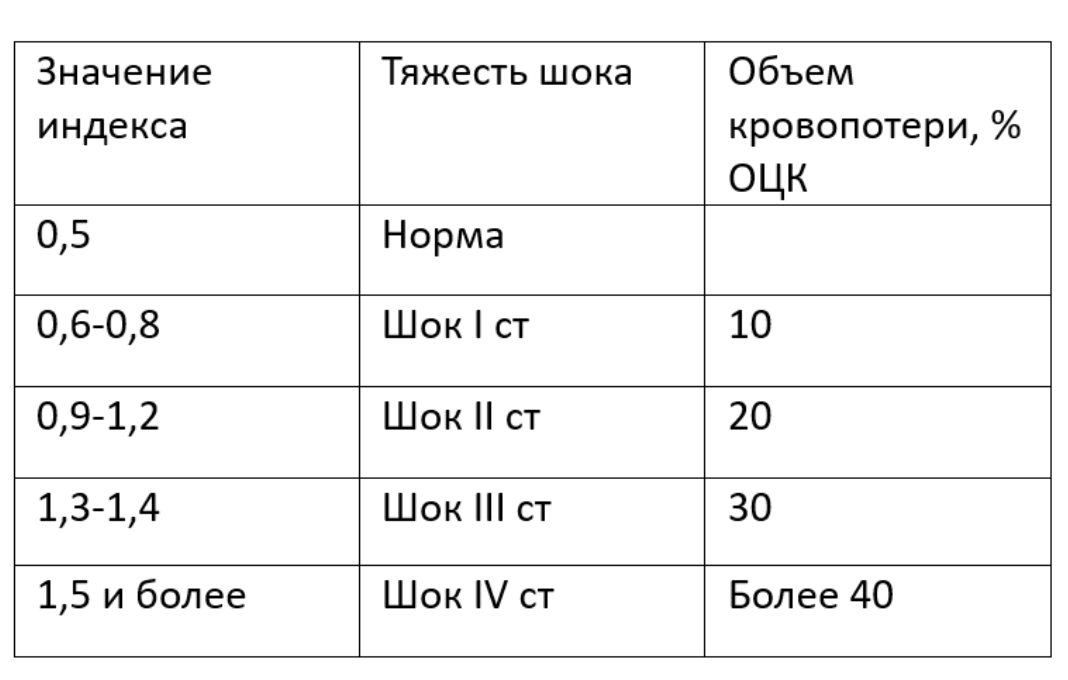 Значение индекса
Тяжесть шока
Объем кровопотери, % ОЦК
0,5
Норма
0,6-0,8
Шок I ст
10
0,9-1,2
Шок II ст
20
1,3-1,4
Шок III ст
30
1,5 и более
Шок IV ст
Более 40